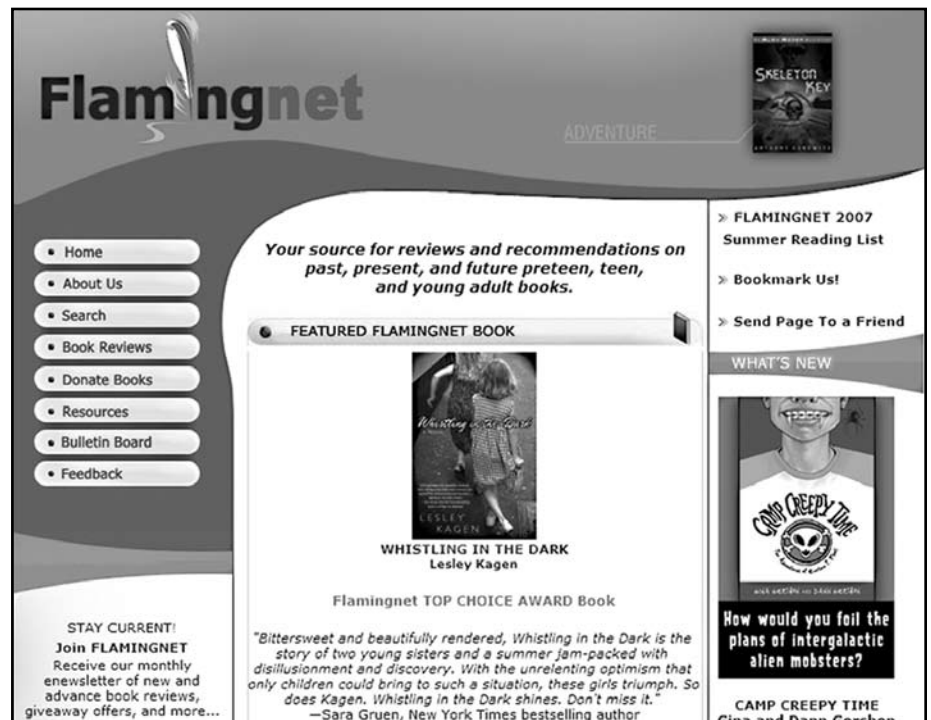 Flamingnet
ADVENTURE
SKELETON
KEY
ANTHONY HOROWITZ
Home
About Us
Search
Book Reviews
Donate Books
Resources
Bulletin Board
Feedback
STAY CURRENT!
Join FLAMINGNET
Receive our monthly
enewsletter of new and
advance book reviews,
giveaway offers, and more...
Your source for reviews and recommendations on
past, present, and future preteen, teen,
and young adult books.
FEATURED FLAMINGNET BOOK
Whistling in the Dark
LESLEY
KAGEN
WHISTLING IN THE DARK
Lesley Kagen
Flamingnet TOP CHOICE AWARD Book
"Bittersweet and beautifully rendered, Whistling in the Dark is the
story of two young sisters and a summer jam-packed with
disillusionment and discovery. With the unrelenting optimism that
only children could bring to such a situation, these girls triumph. So
does Kagen. Whistling in the Dark shines. Don't miss it."
—Sara Gruen, New York Times bestselling author
» FLAMINGNET 2007
Summer Reading List
» Bookmark Us!
» Send Page To a Friend
WHAT'S NEW
CAMP CREEPY TIME
How would you foil the
plans of intergalactic
alien mobsters?
CAMP CREEPY TIME
Gina and Dann Gershon